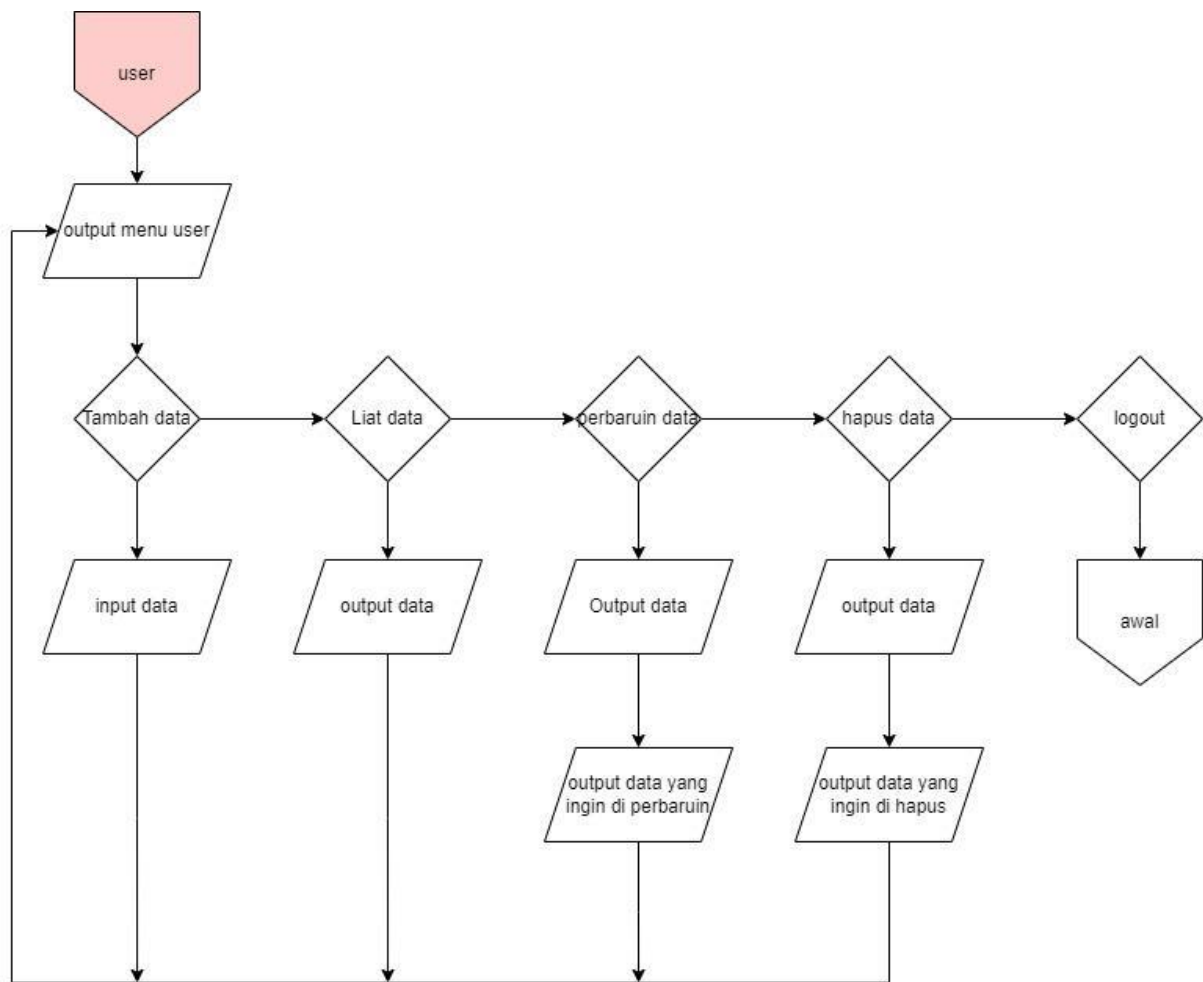 user
output menu user
Tambah data
Liat data
perbaruin data
hapus data
logout
input data
output data
Output data
output data
awal
output data yang
ingin di perbaruin
output data yang
ingin di hapus